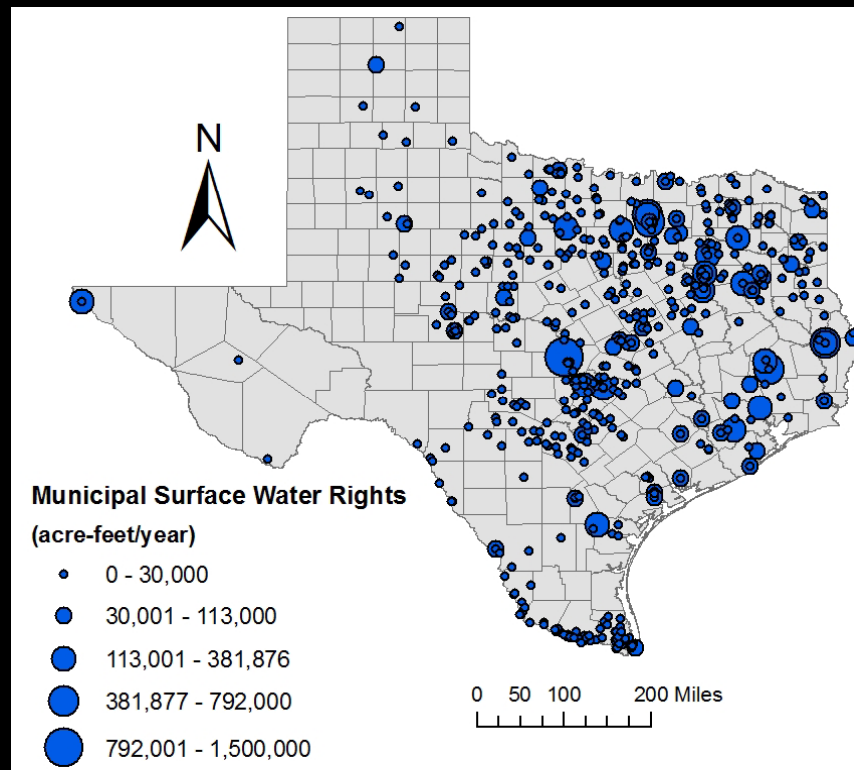 N
Municipal Surface Water Rights
(acre-feet/year)
0 - 30,000
30,001 - 113,000
113,001 - 381,876
381,877 - 792,000
792,001 - 1,500,000
0 50 100 200 Miles